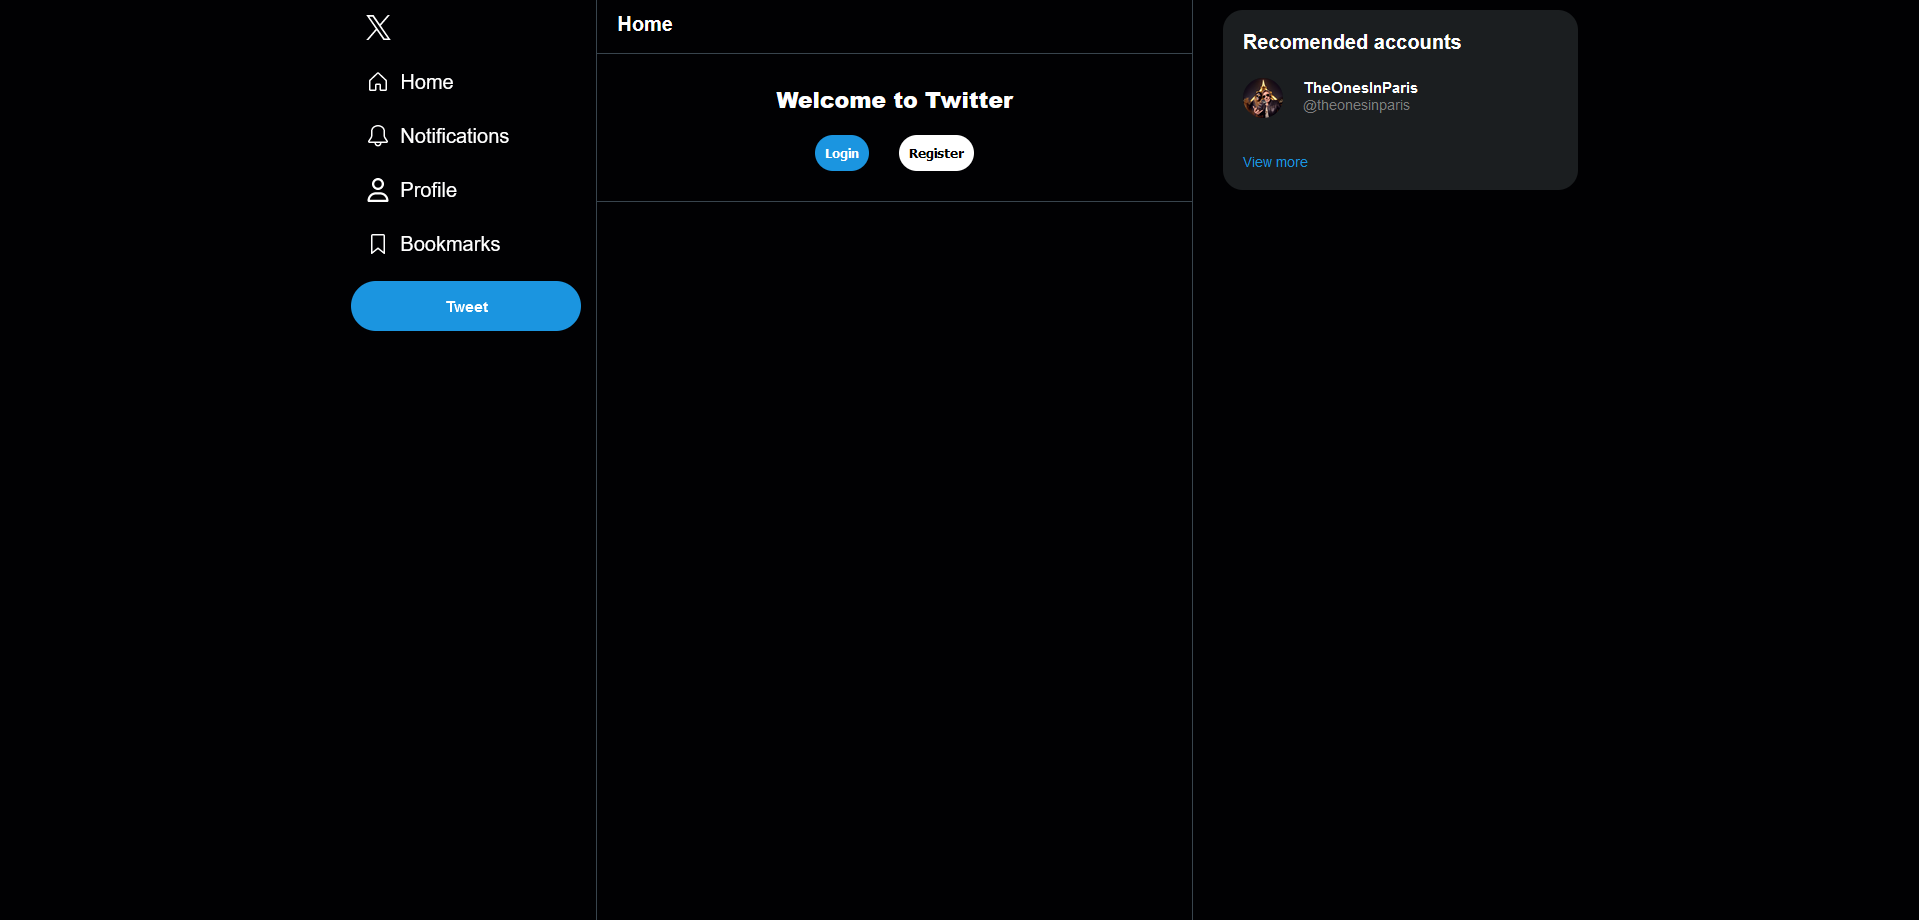 Home
Notifications
Profile
Bookmarks
Tweet
Home
Welcome to Twitter
Login
Register
Recomended accounts
TheOnesInParis
@theonesinparis
View more